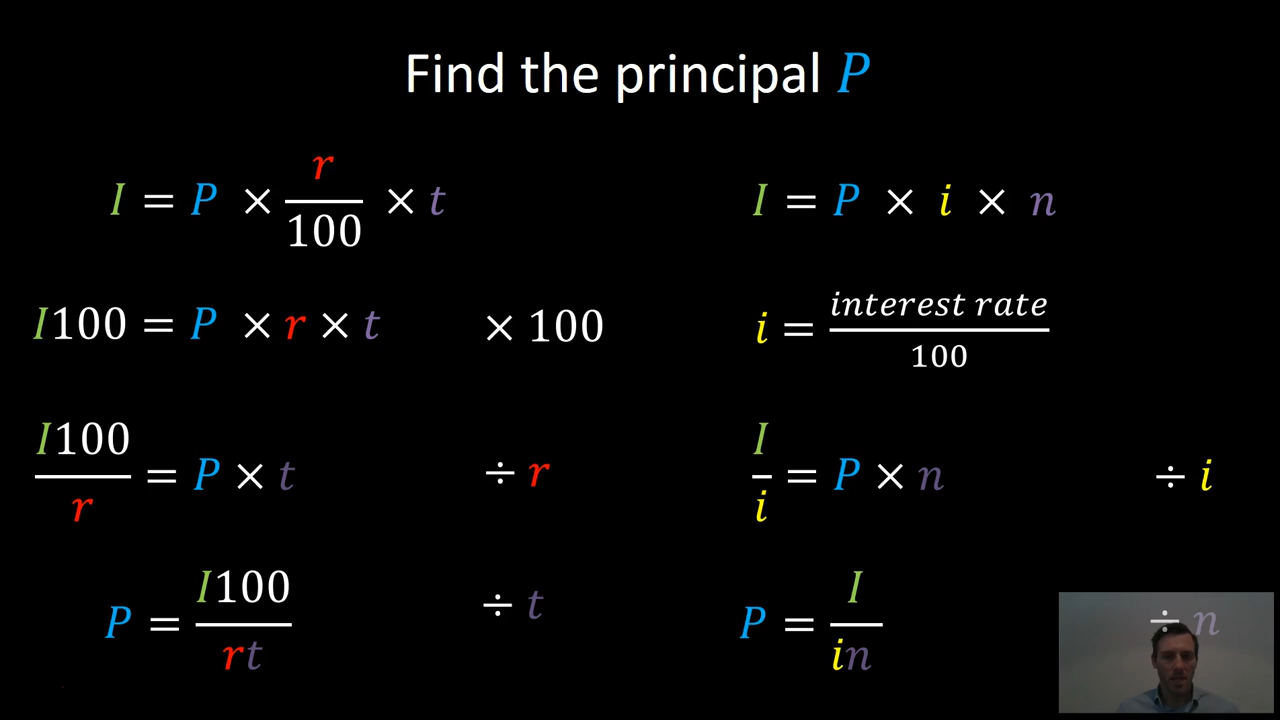 Find the principal P
I = P × r/100 × t
I = P × i × n
I100 = P × r × t
× 100
i = interest rate/100
I100/r = P × t
÷ r
I/i = P × n
÷ i
P = I100/rt
÷ t
P = I/in
÷ n